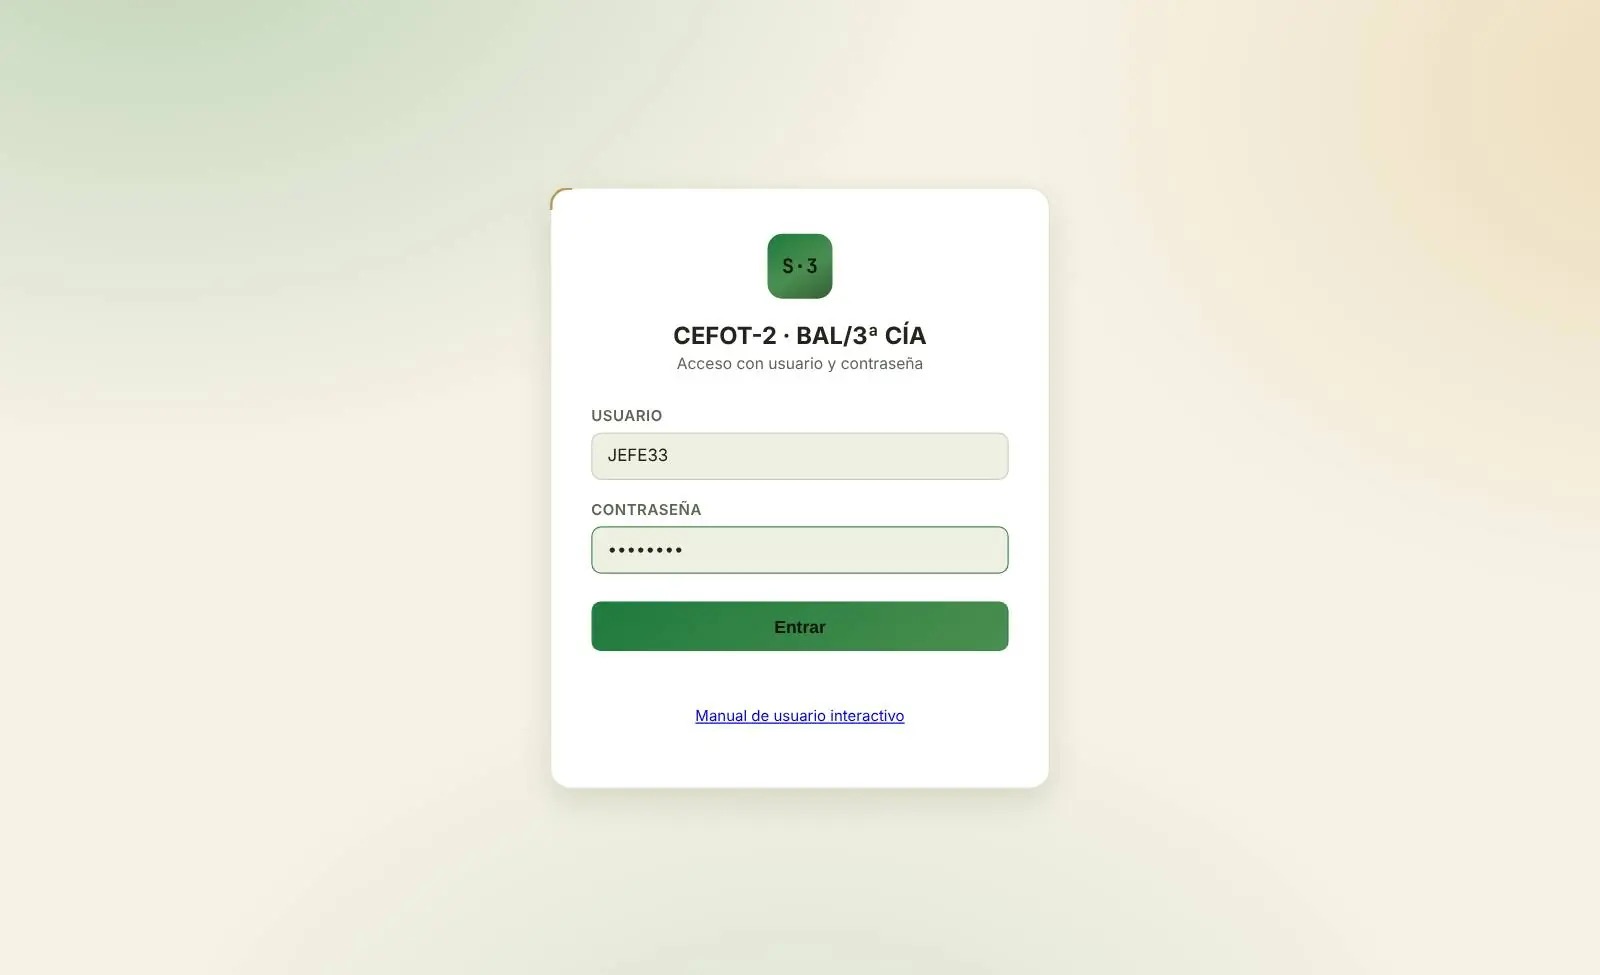 S·3
CEFOT-2 · BAL/3ª CÍA
Acceso con usuario y contraseña
USUARIO
JEFE33
CONTRASEÑA
••••••••
Entrar
Manual de usuario interactivo